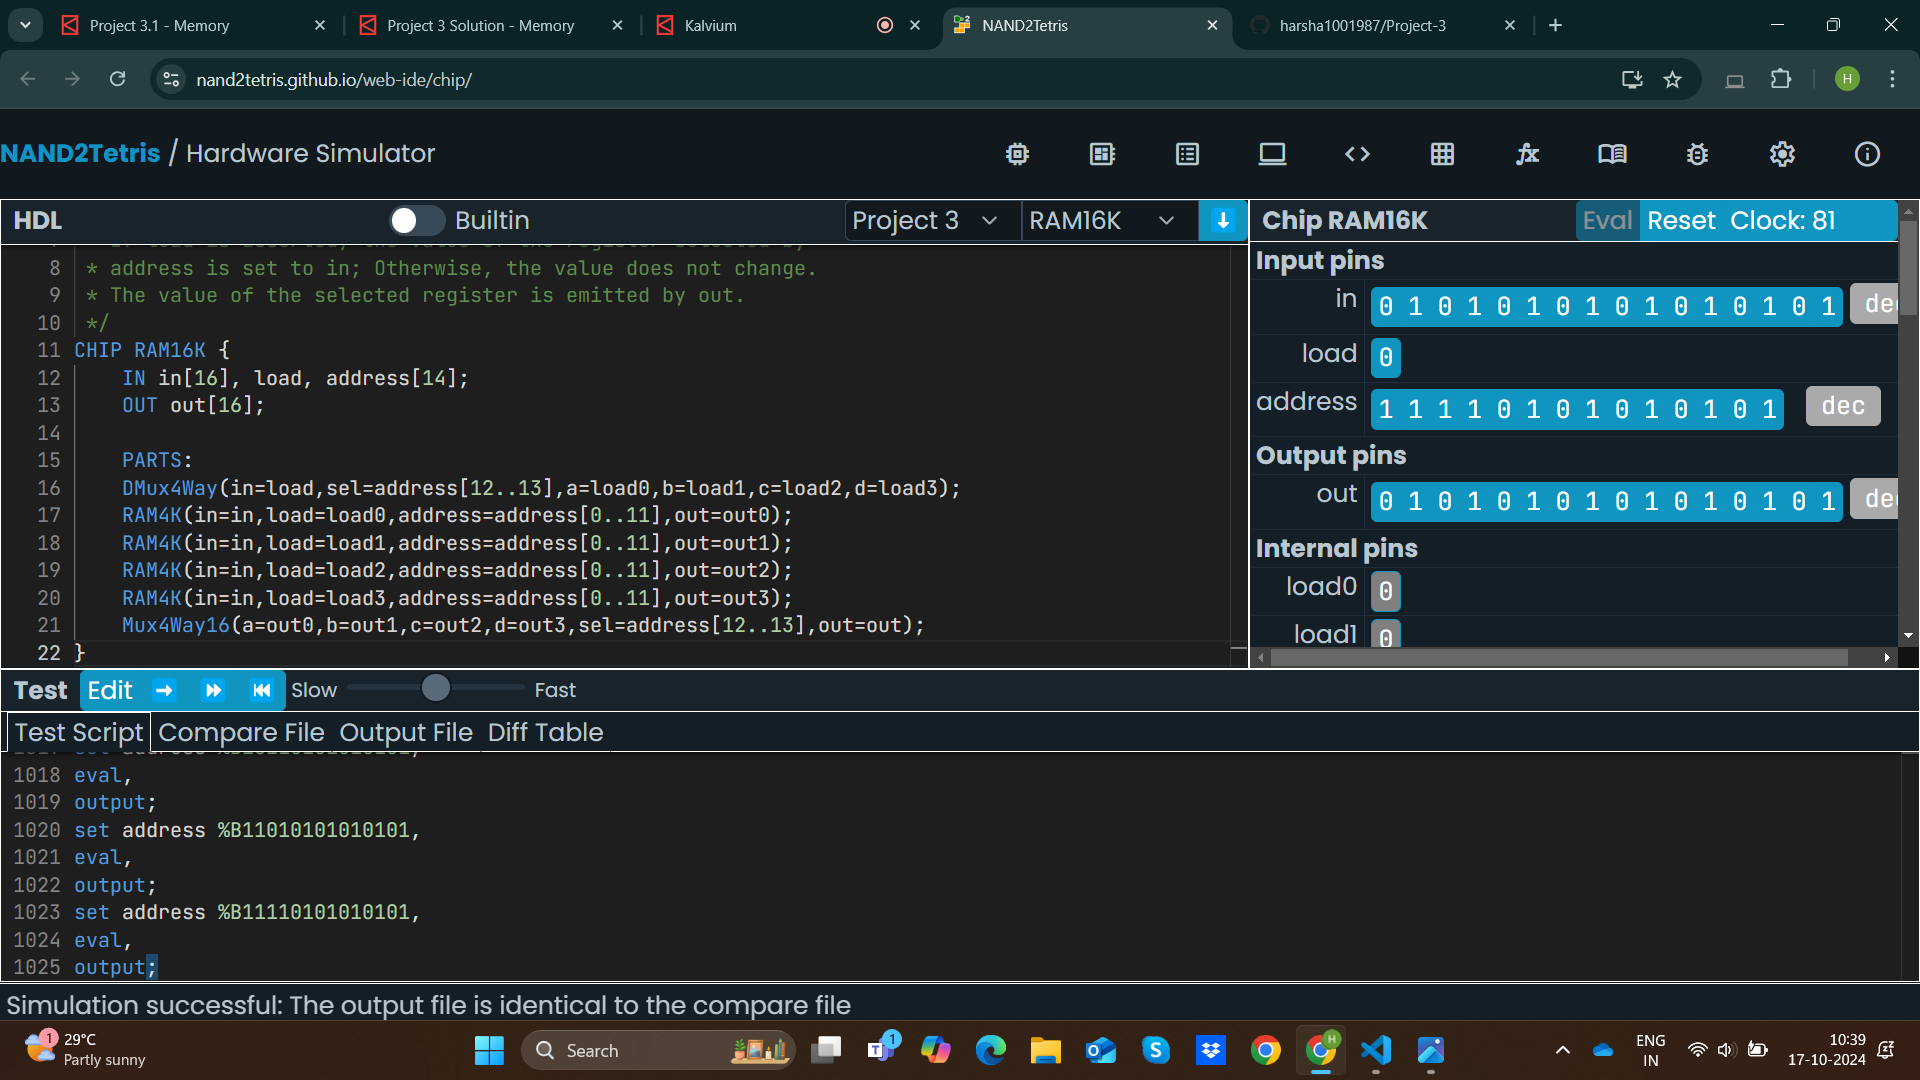 Project 3.1 - Memory
Project 3 Solution - Memory
Kalvium
NAND2Tetris
harsha1001987/Project-3
nand2tetris.github.io/web-ide/chip/
H
NAND2Tetris / Hardware Simulator
HDL
Builtin
Project 3
RAM16K
8 * address is set to in; Otherwise, the value does not change.
9 * The value of the selected register is emitted by out.
10 */
11 CHIP RAM16K {
12 IN in[16], load, address[14];
13 OUT out[16];
14
15 PARTS:
16 DMux4Way(in=load,sel=address[12..13],a=load0,b=load1,c=load2,d=load3);
17 RAM4K(in=in,load=load0,address=address[0..11],out=out0);
18 RAM4K(in=in,load=load1,address=address[0..11],out=out1);
19 RAM4K(in=in,load=load2,address=address[0..11],out=out2);
20 RAM4K(in=in,load=load3,address=address[0..11],out=out3);
21 Mux4Way16(a=out0,b=out1,c=out2,d=out3,sel=address[12..13],out=out);
22 }
Chip RAM16K
Eval Reset Clock: 81
Input pins
in 0 1 0 1 0 1 0 1 0 1 0 1 0 1 0 1 dec
load 0
address 1 1 1 1 0 1 0 1 0 1 0 1 0 1 dec
Output pins
out 0 1 0 1 0 1 0 1 0 1 0 1 0 1 0 1 dec
Internal pins
load0 0
load1 0
Test Edit Slow Fast
Test Script Compare File Output File Diff Table
1018 eval,
1019 output;
1020 set address %B11010101010101,
1021 eval,
1022 output;
1023 set address %B11110101010101,
1024 eval,
1025 output;
Simulation successful: The output file is identical to the compare file
1
29°C
Partly sunny
Search
1
H
ENG
IN
10:39
17-10-2024